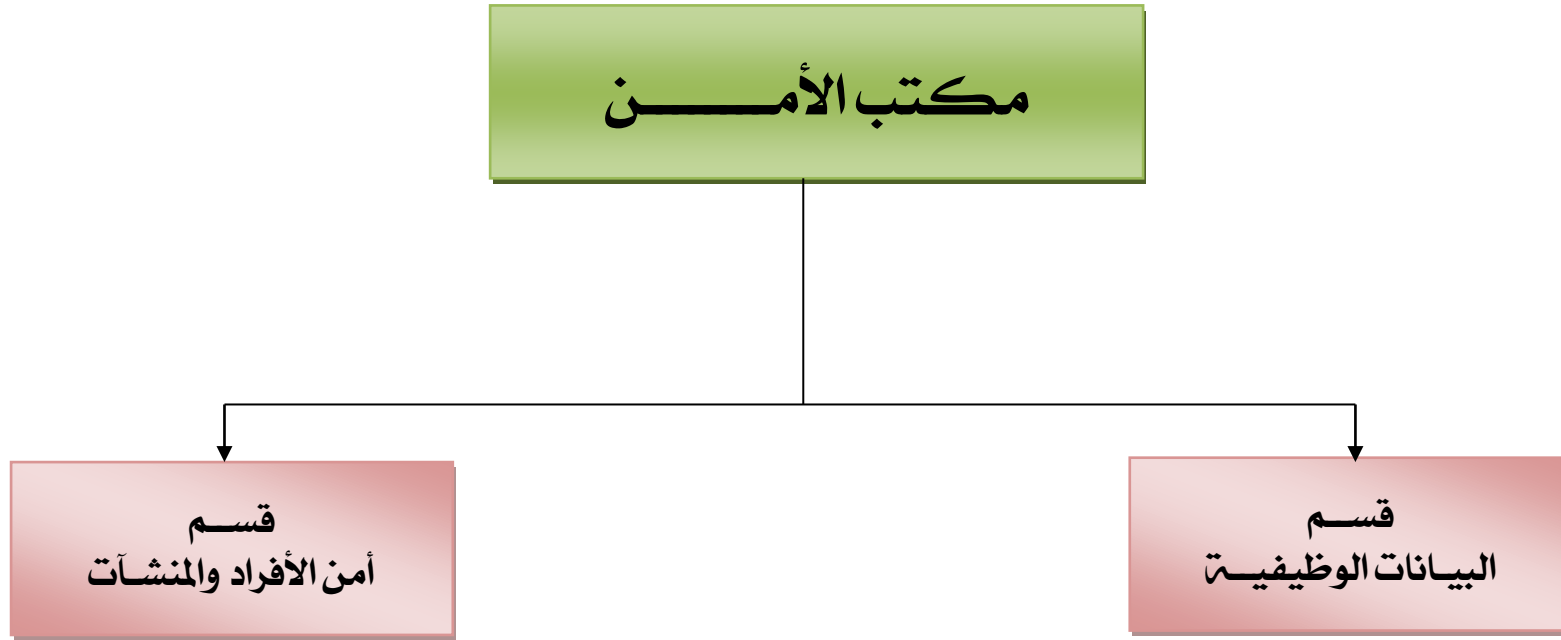 مكتب الأمن
قسم
البيانات الوظيفية
قسم
أمن الأفراد والمنشآت